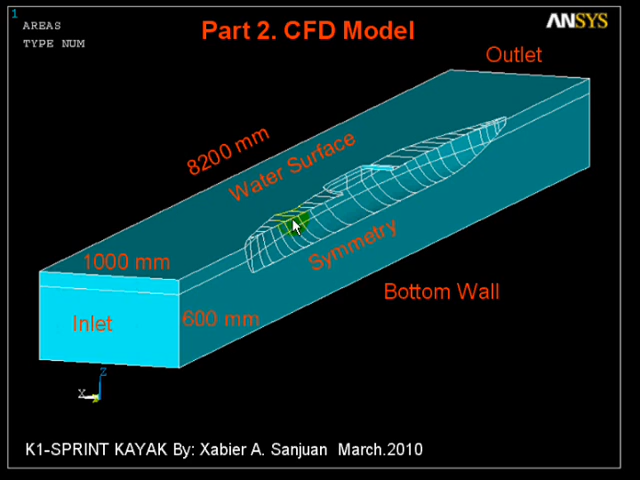 1
AREAS
TYPE NUM
Part 2. CFD Model
ANSYS
Outlet
8200 mm
Water Surface
1000 mm
Symmetry
Bottom Wall
Inlet
600 mm
Z
X
K1-SPRINT KAYAK By: Xabier A. Sanjuan March.2010